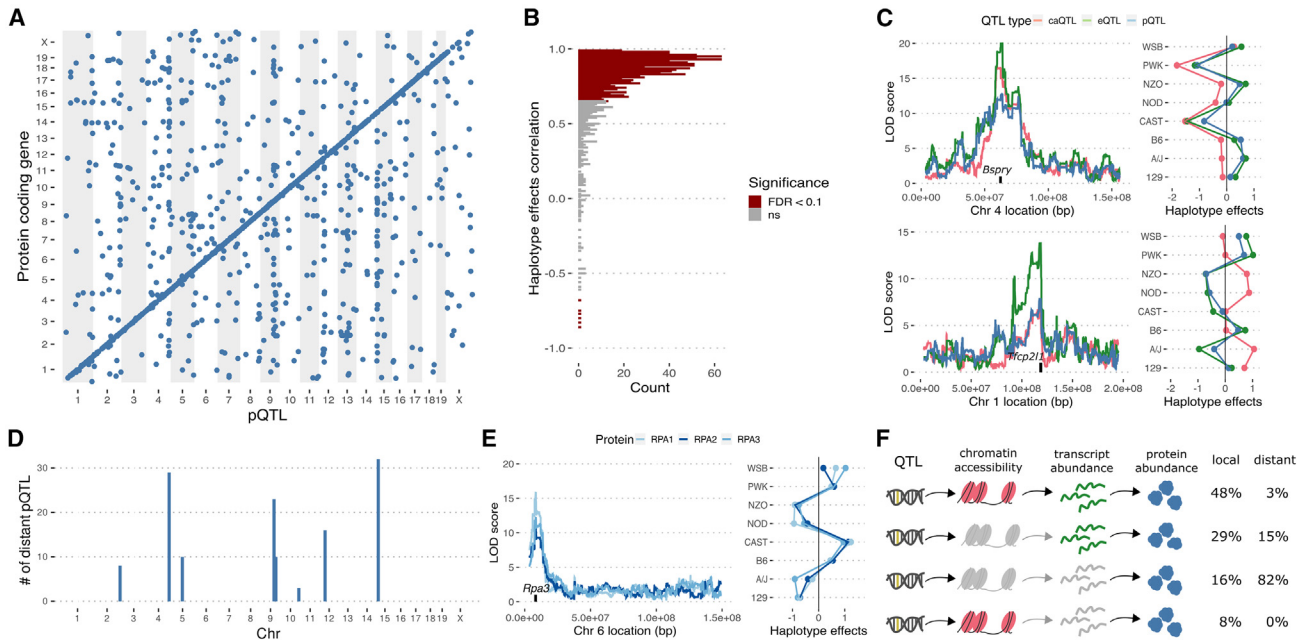 A
Protein coding gene
X
19
18
17
16
15
14
13
12
11
10
9
8
7
6
5
4
3
2
1
1 2 3 4 5 6 7 8 9 10 11 12 13 14 15 16 17 18 19 X
pQTL
B
Haplotype effects correlation
1.0
0.5
0.0
-0.5
-1.0
0 20 40 60
Count
Significance
FDR < 0.1
ns
C
QTL type caQTL eQTL pQTL
LOD score
20
15
10
5
0
Bspry
0.0e+00 5.0e+07 1.0e+08 1.5e+08
Chr 4 location (bp)
WSB
PWK
NZO
NOD
CAST
B6
A/J
129
-2 -1 0 1 2
Haplotype effects
LOD score
15
10
5
0
Tfcp2l1
0.0e+00 5.0e+07 1.0e+08 1.5e+08 2.0e+08
Chr 1 location (bp)
WSB
PWK
NZO
NOD
CAST
B6
A/J
129
-2 -1 0 1 2
Haplotype effects
D
# of distant pQTL
30
20
10
0
1 2 3 4 5 6 7 8 9 10 11 12 13 14 15 16 17 18 19 X
Chr
E
Protein RPA1 RPA2 RPA3
LOD score
20
15
10
5
0
Rpa3
0.0e+00 5.0e+07 1.0e+08 1.5e+08
Chr 6 location (bp)
WSB
PWK
NZO
NOD
CAST
B6
A/J
129
-2 -1 0 1 2
Haplotype effects
F
QTL chromatin accessibility transcript abundance protein abundance local distant
48% 3%
29% 15%
16% 82%
8% 0%